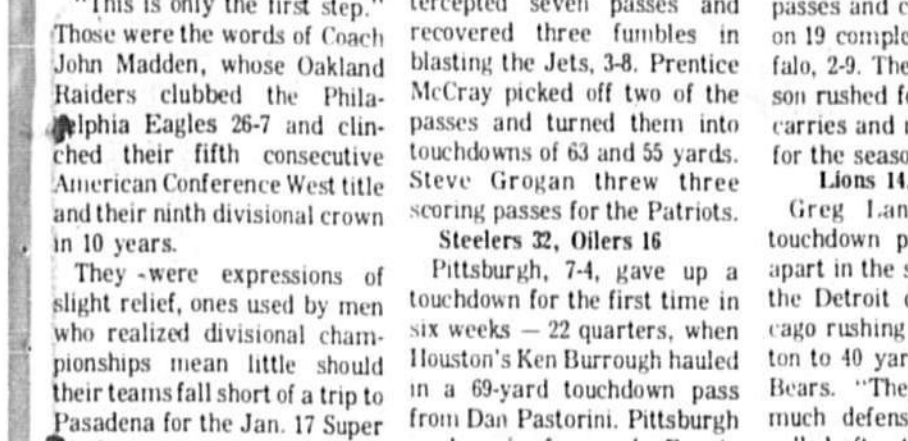 "This is only the first step."
Those were the words of Coach
John Madden, whose Oakland
Raiders clubbed the Phila-
delphia Eagles 26-7 and clin-
ched their fifth consecutive
American Conference West title
and their ninth divisional crown
in 10 years.
They -were expressions of
slight relief, ones used by men
who realized divisional cham-
pionships mean little should
their teams fall short of a trip to
Pasadena for the Jan. 17 Super
tercepted seven passes and
recovered three fumbles in
blasting the Jets, 3-8. Prentice
McCray picked off two of the
passes and turned them into
touchdowns of 63 and 55 yards.
Steve Grogan threw three
scoring passes for the Patriots.
Steelers 32, Oilers 16
Pittsburgh, 7-4, gave up a
touchdown for the first time in
six weeks — 22 quarters, when
Houston's Ken Burrough hauled
in a 69-yard touchdown pass
from Dan Pastorini. Pittsburgh
passes and c
on 19 comple
falo, 2-9. The
son rushed f
carries and
for the seaso
Lions 14,
Greg Lan
touchdown p
apart in the s
the Detroit
cago rushing
ton to 40 yar
Bears. "The
much defens